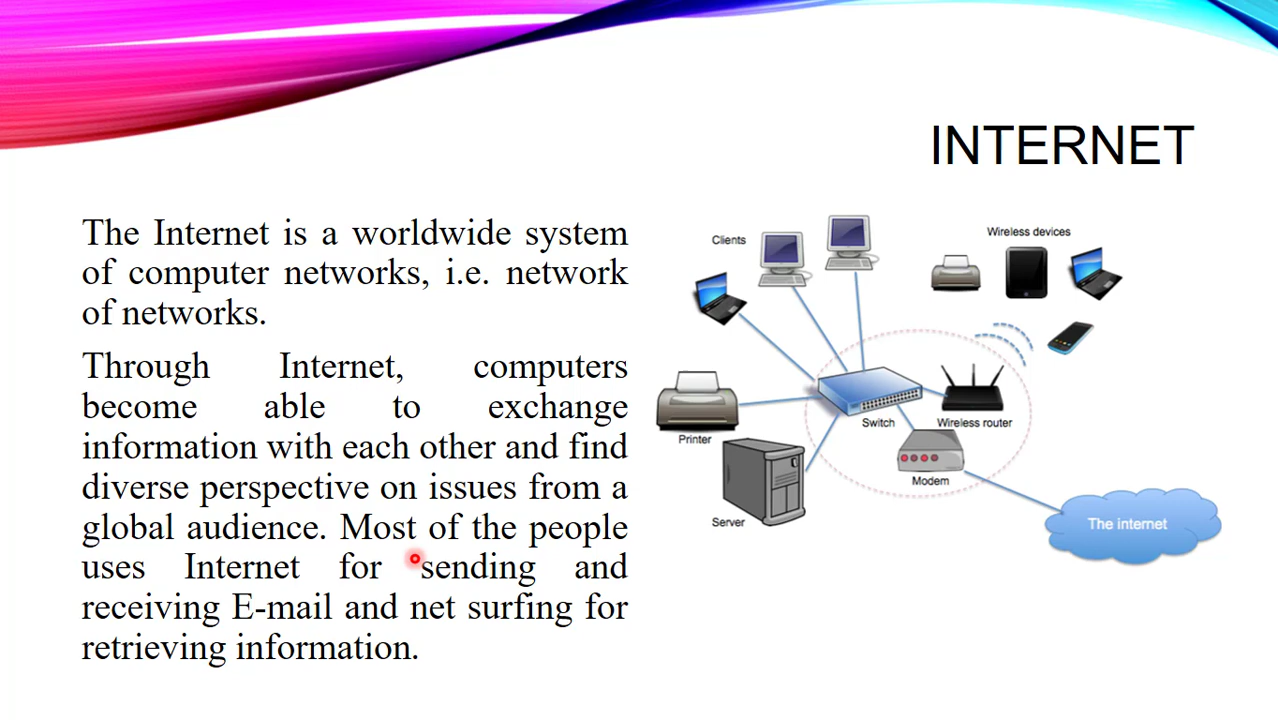 INTERNET
The Internet is a worldwide system
of computer networks, i.e. network
of networks.
Through Internet, computers
become able to exchange
information with each other and find
diverse perspective on issues from a
global audience. Most of the people
uses Internet for sending and
receiving E-mail and net surfing for
retrieving information.
Clients
Wireless devices
Printer
Switch
Wireless router
Modem
Server
The internet